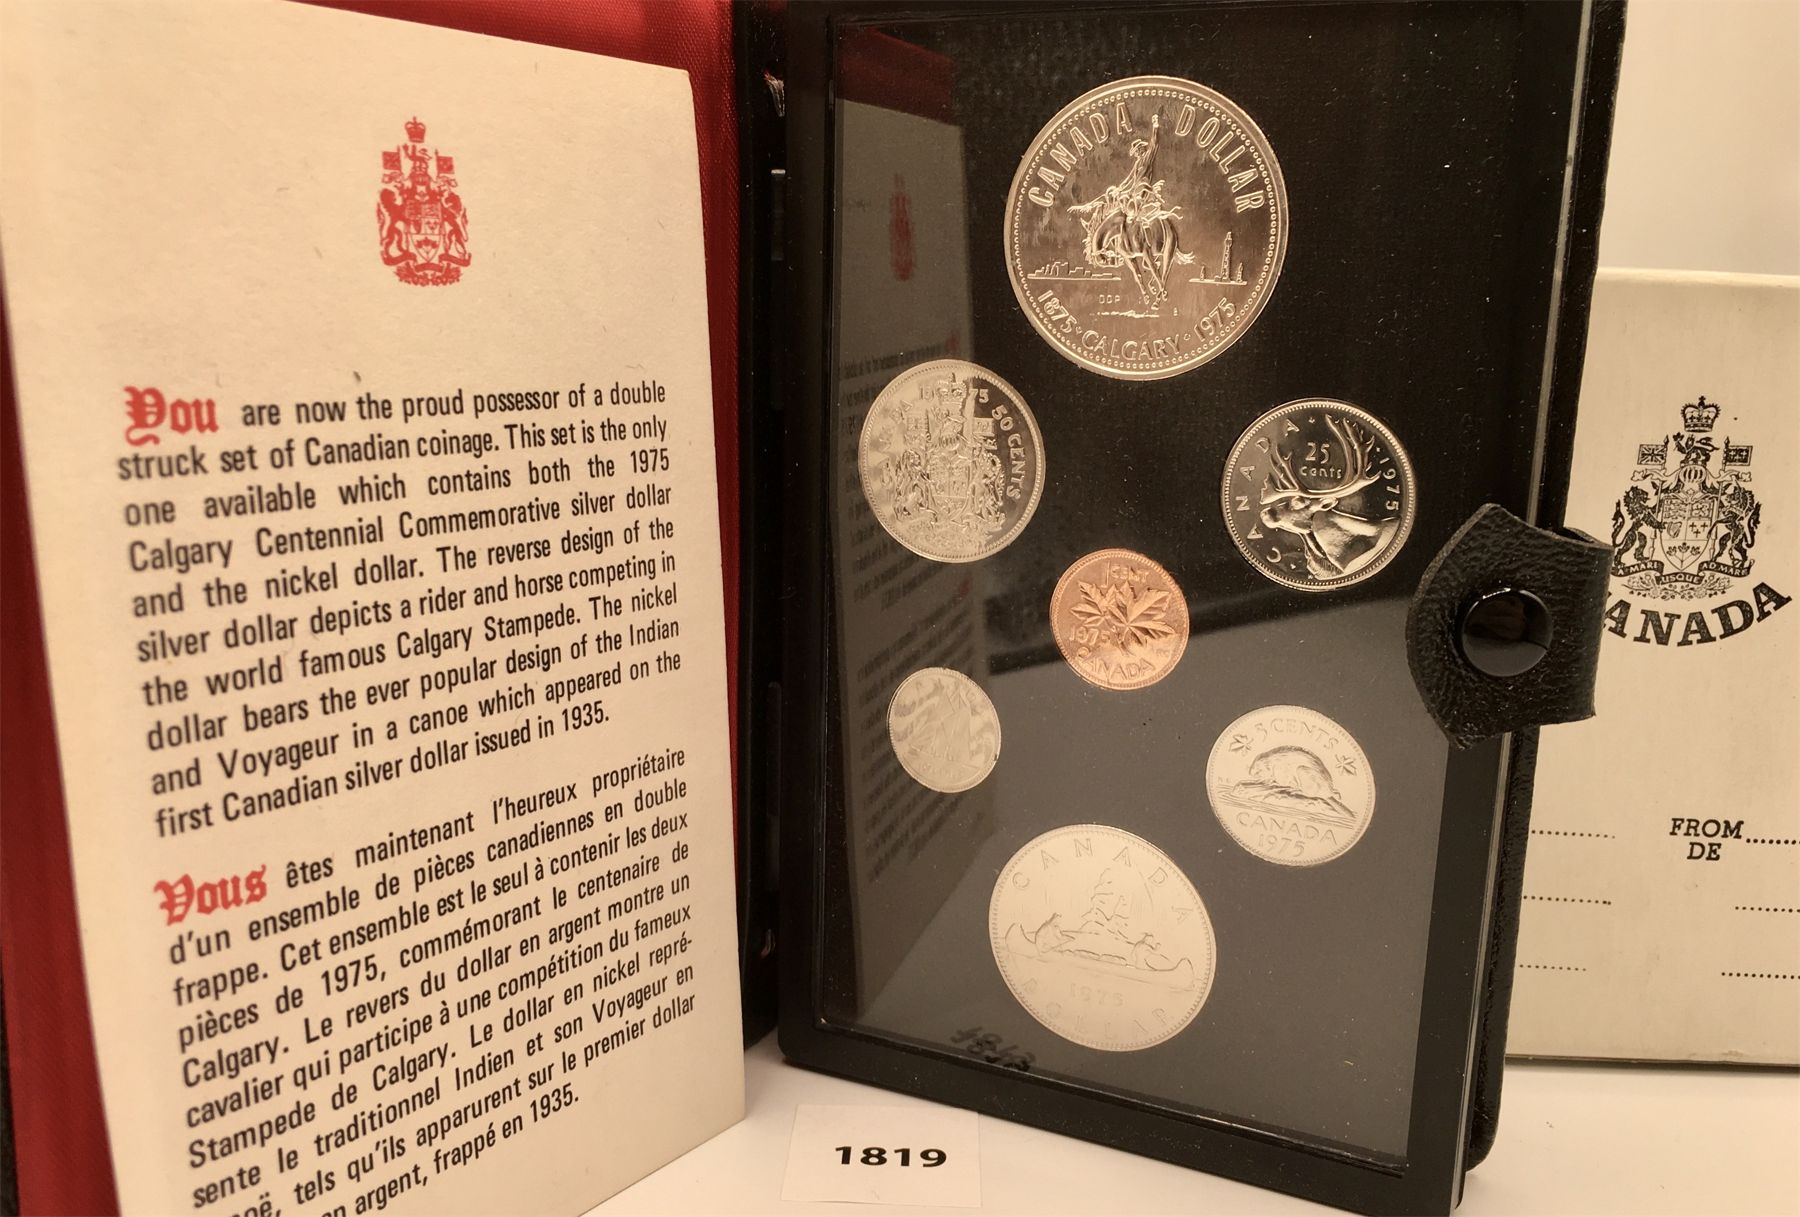 You are now the proud possessor of a double
struck set of Canadian coinage. This set is the only
one available which contains both the 1975
Calgary Centennial Commemorative silver dollar
and the nickel dollar. The reverse design of the
silver dollar depicts a rider and horse competing in
the world famous Calgary Stampede. The nickel
dollar bears the ever popular design of the Indian
and Voyageur in a canoe which appeared on the
first Canadian silver dollar issued in 1935.
Vous êtes maintenant l'heureux propriétaire
d'un ensemble de pièces canadiennes en double
frappe. Cet ensemble est le seul à contenir les deux
pièces de 1975, commémorant le centenaire de
Calgary. Le revers du dollar en argent montre un
cavalier qui participe à une compétition du fameux
Stampede de Calgary. Le dollar en nickel repré-
sente le traditionnel Indien et son Voyageur en
tels qu'ils apparurent sur le premier dollar
argent, frappé en 1935.
CANADA DOLLAR
1875 • CALGARY • 1975
1975
50 CENTS
CANADA
25
cents
1975
1 CENT
1975
CANADA
5 CENTS
CANADA
1975
CANADA
1975
DOLLAR
1819
A MARI USQUE AD MARE
CANADA
FROM
DE